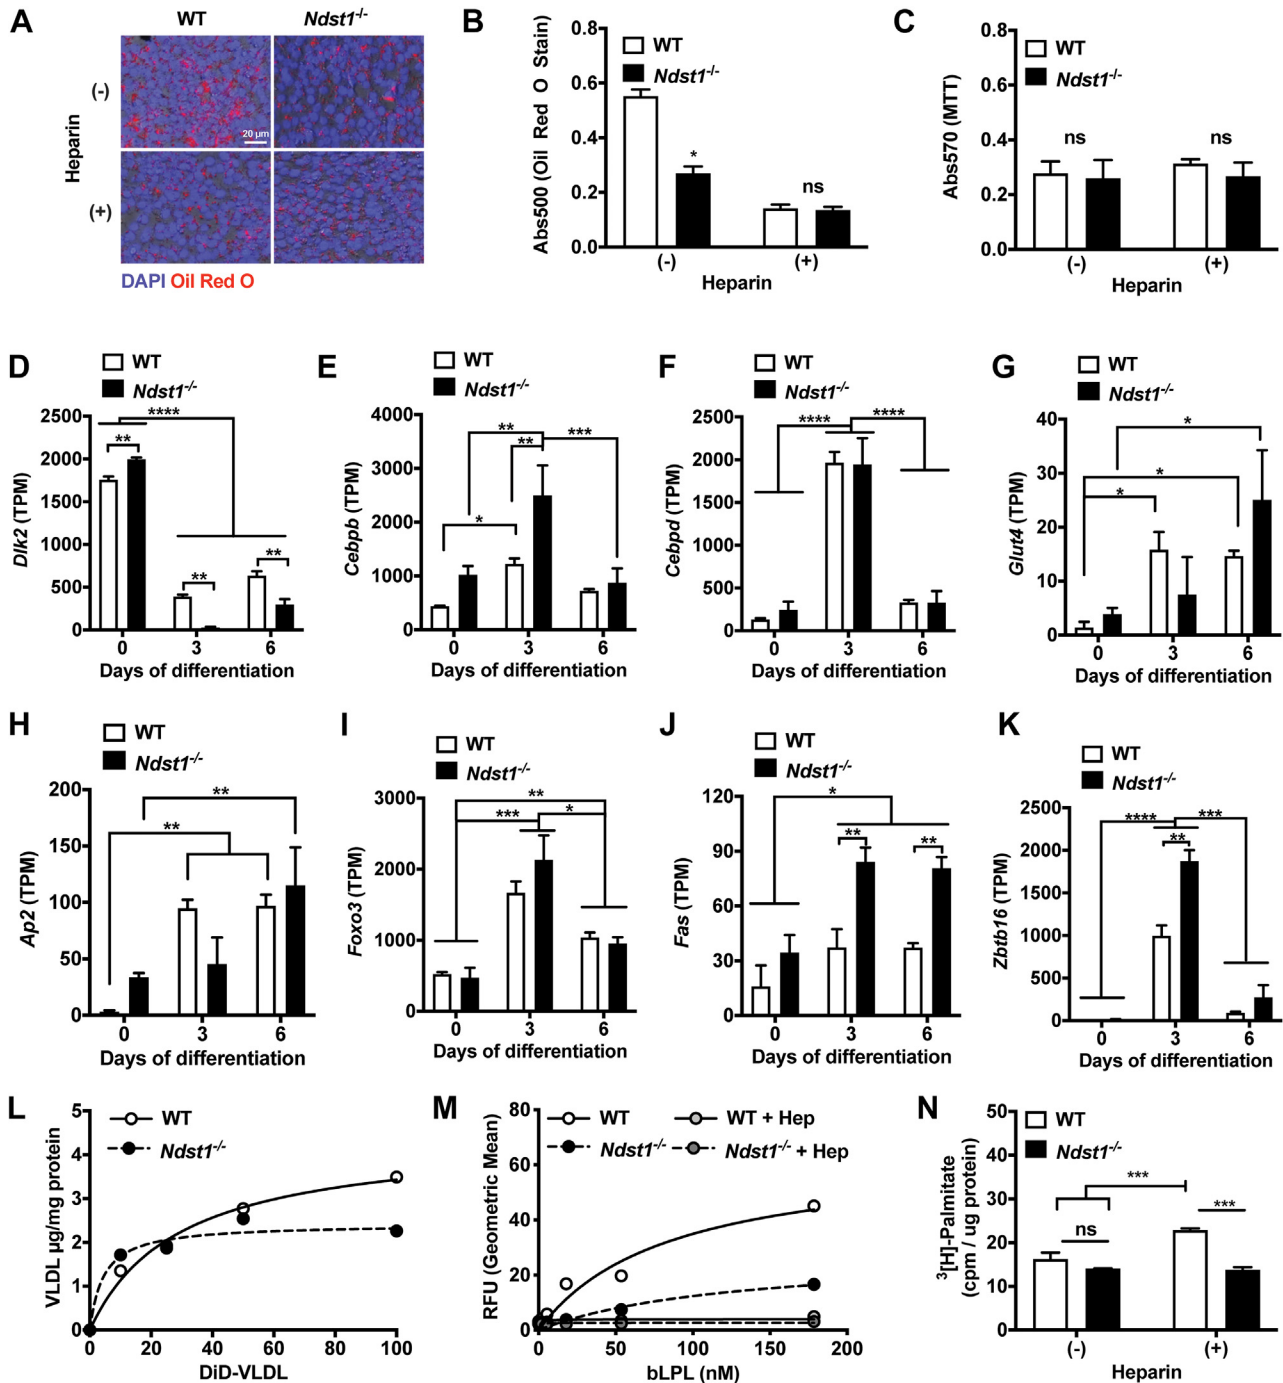 A
WT
Ndst1-/-
Heparin
(-)
(+)
20 μm
DAPI Oil Red O
B
WT
Ndst1-/-
Abs500 (Oil Red O Stain)
0.8
0.6
0.4
0.2
0.0
*
ns
(-)
(+)
Heparin
C
WT
Ndst1-/-
Abs570 (MTT)
0.8
0.6
0.4
0.2
0.0
ns
ns
(-)
(+)
Heparin
D
WT
Ndst1-/-
Dlk2 (TPM)
2500
2000
1500
1000
500
0
****
**
**
**
0 3 6
Days of differentiation
E
WT
Ndst1-/-
Cebpb (TPM)
4000
3000
2000
1000
0
**
***
**
*
0 3 6
Days of differentiation
F
WT
Ndst1-/-
Cebpd (TPM)
2500
2000
1500
1000
500
0
****
****
0 3 6
Days of differentiation
G
WT
Ndst1-/-
Glut4 (TPM)
40
30
20
10
0
*
*
*
0 3 6
Days of differentiation
H
WT
Ndst1-/-
Ap2 (TPM)
200
150
100
50
0
**
**
0 3 6
Days of differentiation
I
WT
Ndst1-/-
Foxo3 (TPM)
3000
2000
1000
0
**
***
*
0 3 6
Days of differentiation
J
WT
Ndst1-/-
Fas (TPM)
120
90
60
30
0
*
**
**
0 3 6
Days of differentiation
K
WT
Ndst1-/-
Zbtb16 (TPM)
2500
2000
1500
1000
500
0
****
***
**
0 3 6
Days of differentiation
L
WT
Ndst1-/-
VLDL μg/mg protein
5
4
3
2
1
0
0 20 40 60 80 100
DiD-VLDL
M
WT
WT + Hep
Ndst1-/-
Ndst1-/- + Hep
RFU (Geometric Mean)
80
60
40
20
0
0 50 100 150 200
bLPL (nM)
N
WT
Ndst1-/-
3[H]-Palmitate
(cpm / ug protein)
50
40
30
20
10
0
***
ns
***
(-)
(+)
Heparin